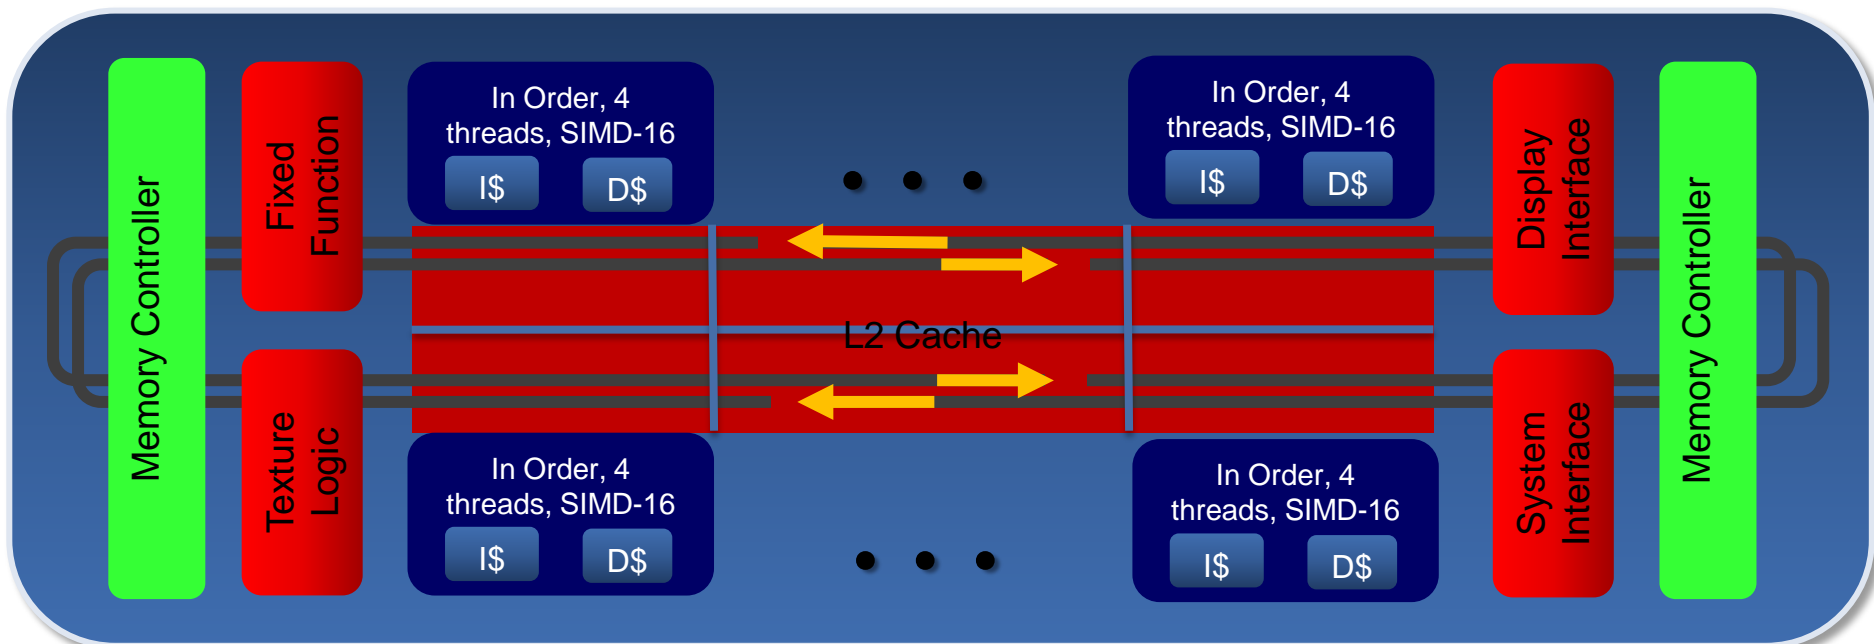 Memory Controller
Fixed
Function
In Order, 4
threads, SIMD-16
I$
D$
In Order, 4
threads, SIMD-16
I$
D$
Display
Interface
Memory Controller
L2 Cache
Texture
Logic
In Order, 4
threads, SIMD-16
I$
D$
In Order, 4
threads, SIMD-16
I$
D$
System
Interface